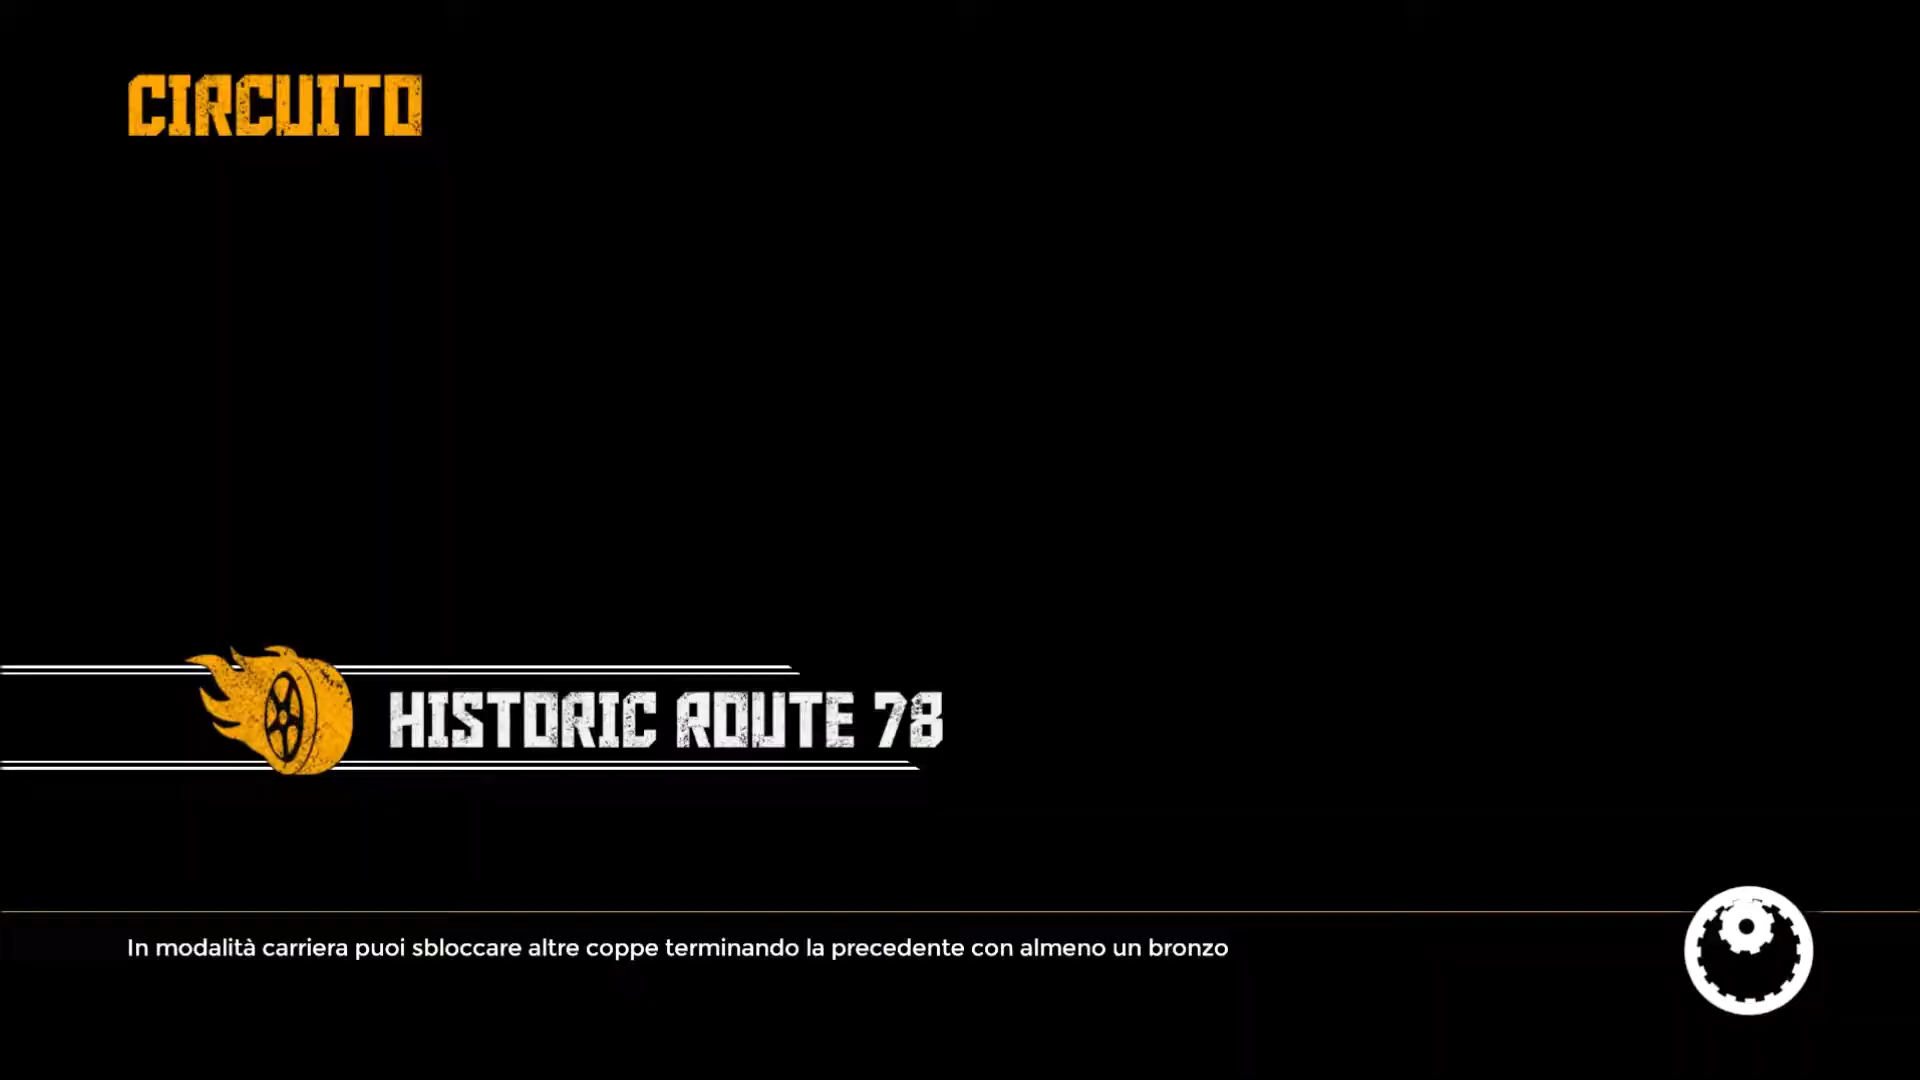 CIRCUITO
HISTORIC ROUTE 78
In modalità carriera puoi sbloccare altre coppe terminando la precedente con almeno un bronzo